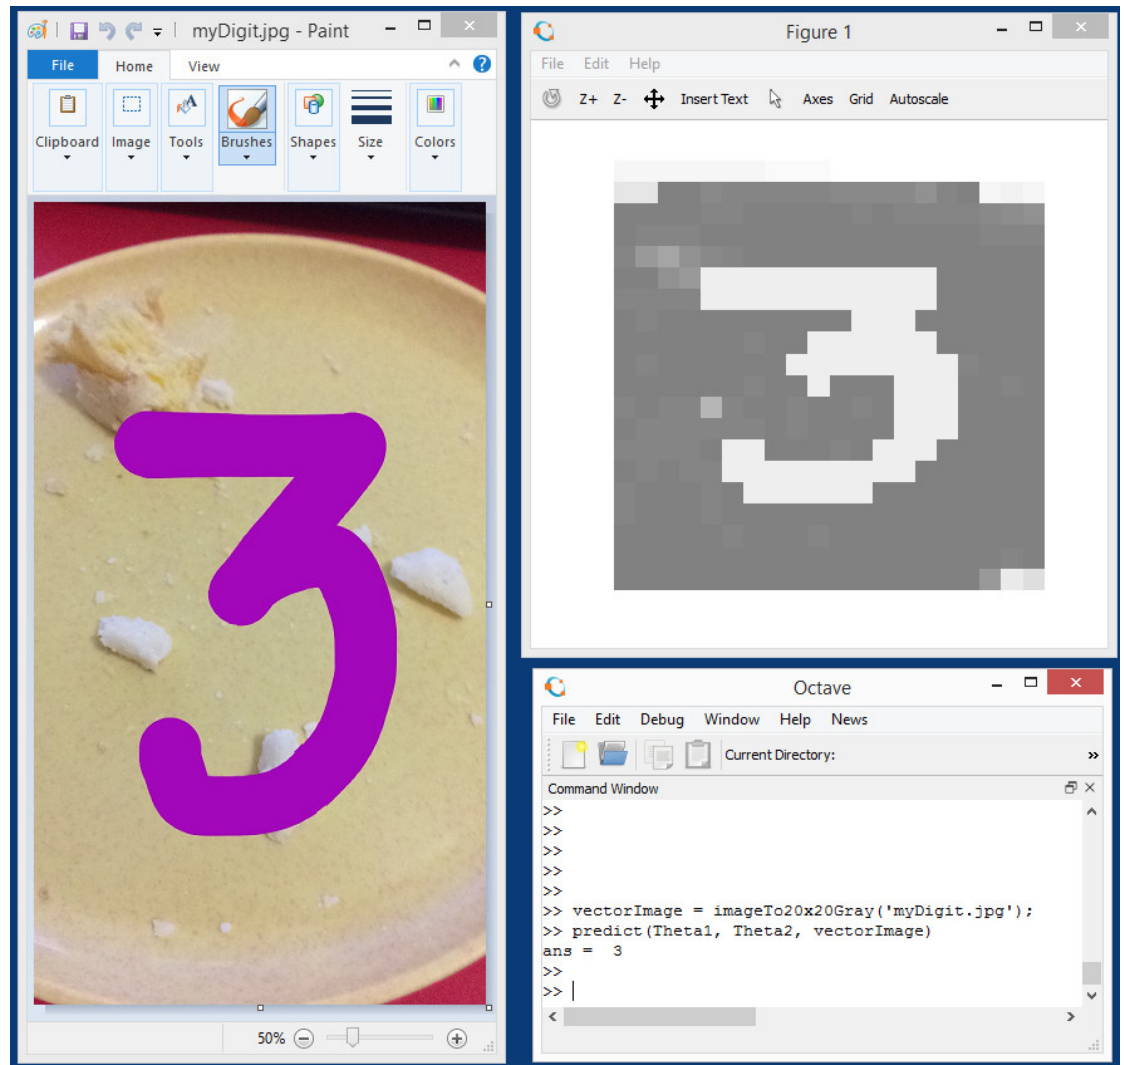 myDigit.jpg - Paint
File Home View
Clipboard Image Tools Brushes Shapes Size Colors
3
50%
Figure 1
File Edit Help
Z+ Z- Insert Text Axes Grid Autoscale
3
Octave
File Edit Debug Window Help News
Current Directory: »
Command Window
>>
>>
>>
>>
>>
>> vectorImage = imageTo20x20Gray('myDigit.jpg');
>> predict(Theta1, Theta2, vectorImage)
ans = 3
>>
>>